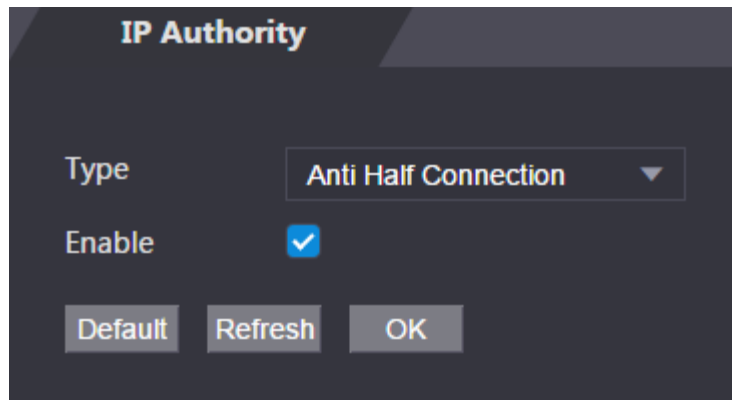 IP Authority
Type Anti Half Connection
Enable
Default Refresh OK